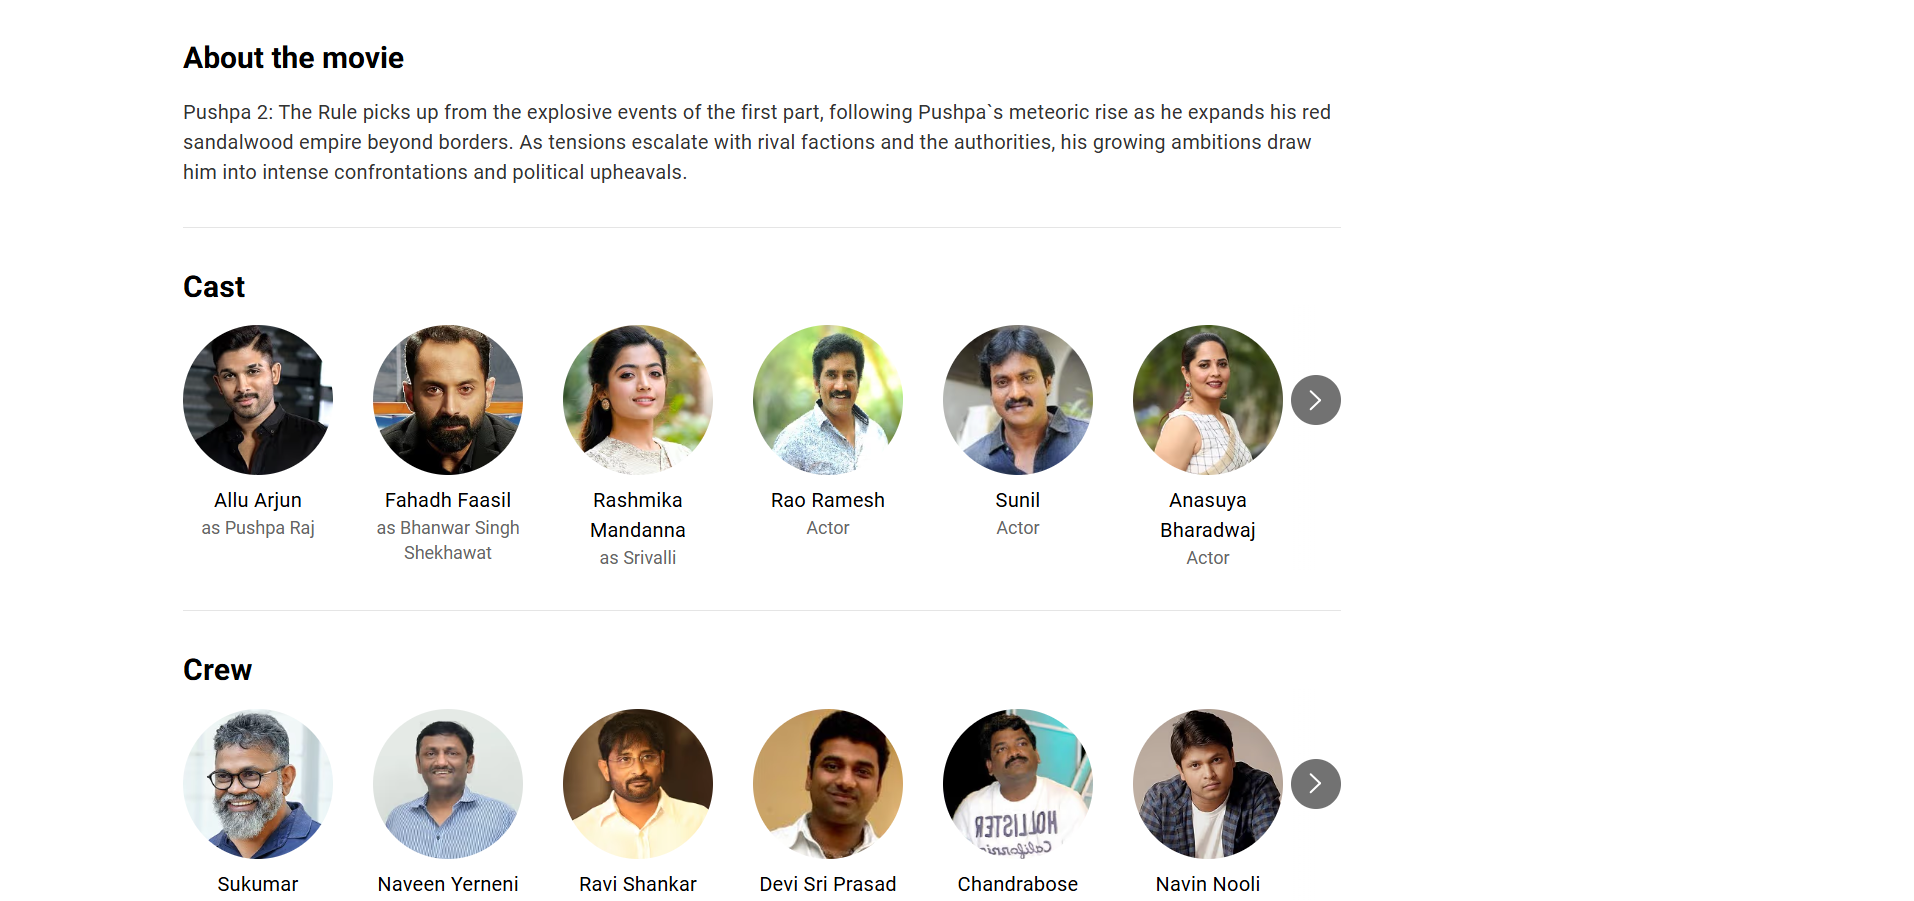 About the movie
Pushpa 2: The Rule picks up from the explosive events of the first part, following Pushpa`s meteoric rise as he expands his red
sandalwood empire beyond borders. As tensions escalate with rival factions and the authorities, his growing ambitions draw
him into intense confrontations and political upheavals.
Cast
Allu Arjun
as Pushpa Raj
Fahadh Faasil
as Bhanwar Singh
Shekhawat
Rashmika
Mandanna
as Srivalli
Rao Ramesh
Actor
Sunil
Actor
Anasuya
Bharadwaj
Actor
Crew
HOLLISTER
California
Sukumar
Naveen Yerneni
Ravi Shankar
Devi Sri Prasad
Chandrabose
Navin Nooli